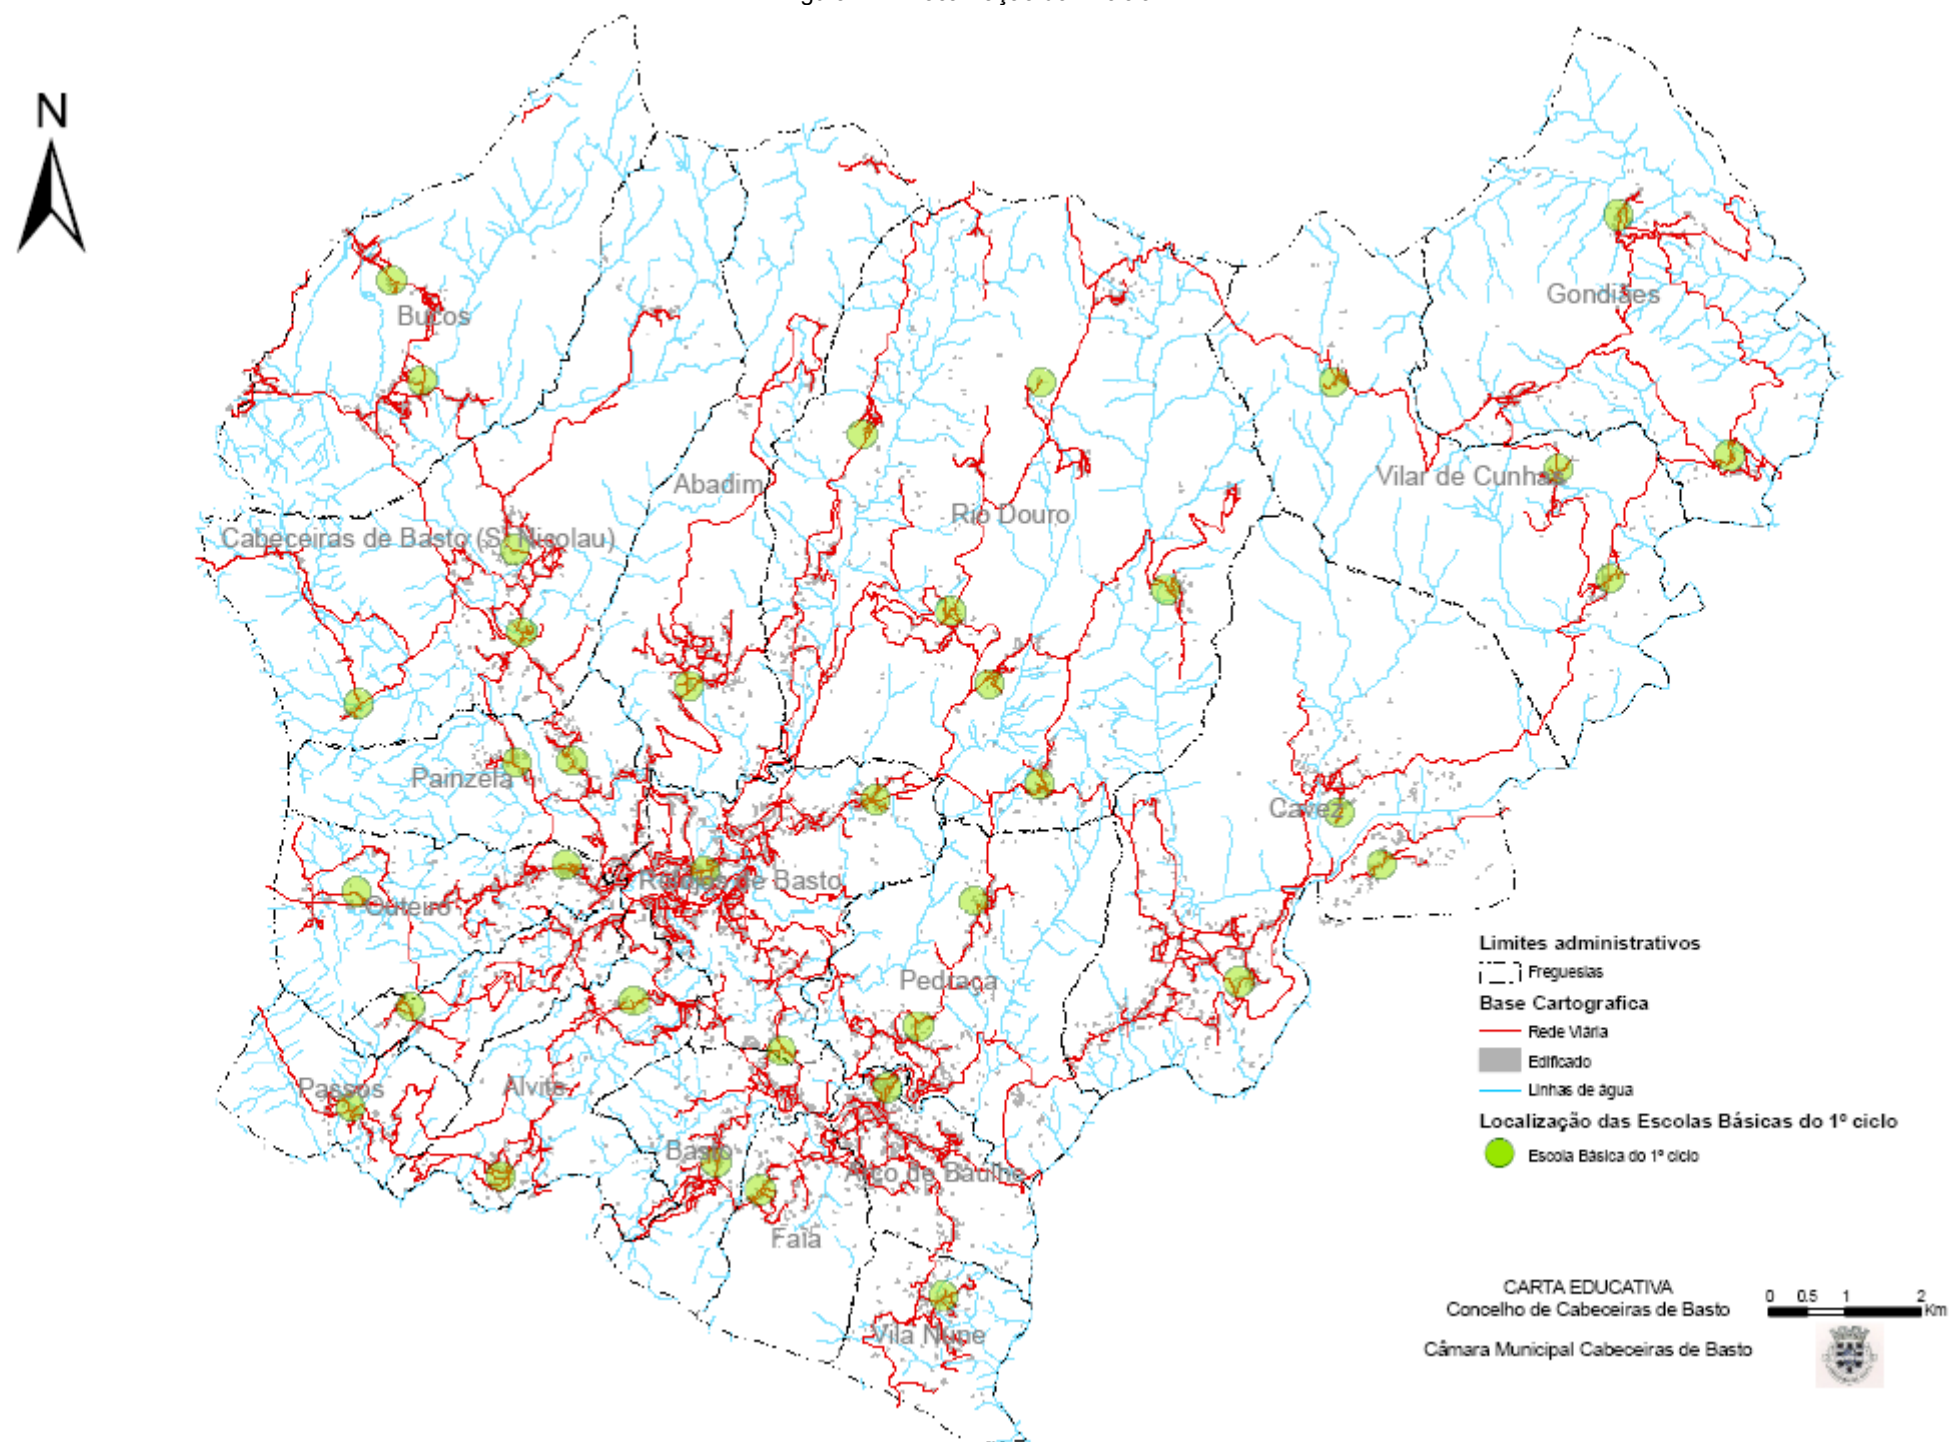 N
Bucos
Gondiães
Abadim
Vilar de Cunhas
Rio Douro
Cabeceiras de Basto (S. Nicolau)
Painzela
Cavez
Refojos de Basto
Outeiro
Pedraça
Passos
Alvite
Basto
Arco de Baúlhe
Faia
Vila Nune
Limites administrativos
Freguesias
Base Cartografica
Rede Viária
Edificado
Linhas de água
Localização das Escolas Básicas do 1º ciclo
Escola Básica do 1º ciclo
CARTA EDUCATIVA
Concelho de Cabeceiras de Basto
Câmara Municipal Cabeceiras de Basto
0 0.5 1 2
Km